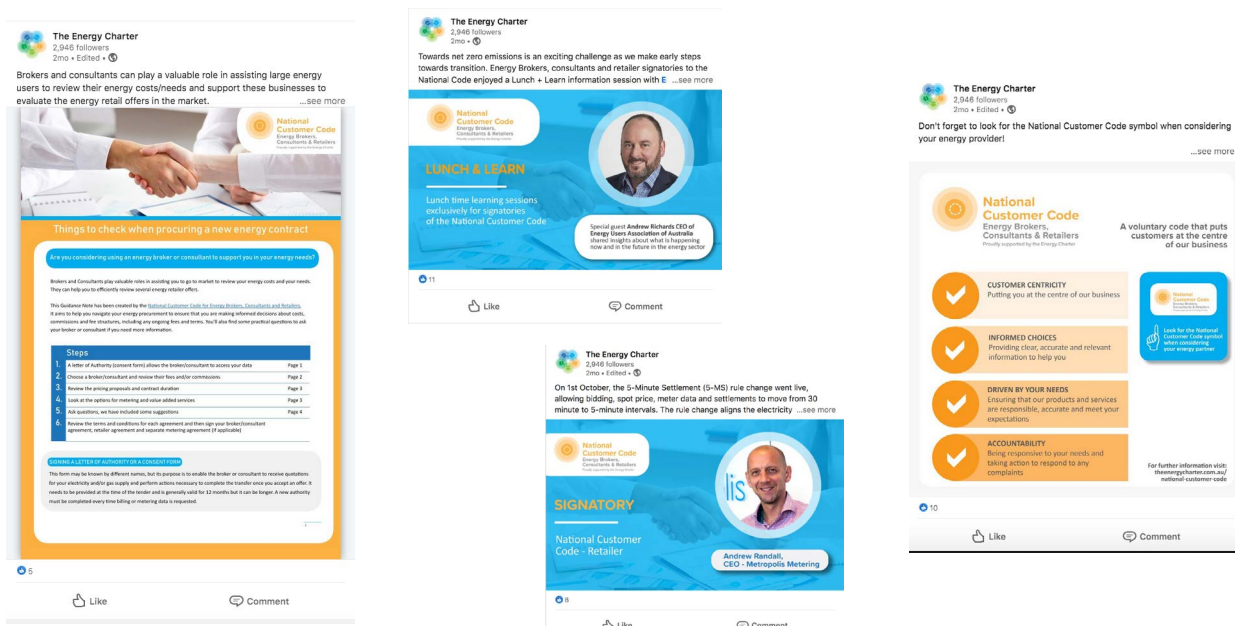 The Energy Charter
2,946 followers
2mo • Edited •
Brokers and consultants can play a valuable role in assisting large energy
users to review their energy costs/needs and support these businesses to
evaluate the energy retail offers in the market. ...see more
National
Customer Code
Energy Brokers,
Consultants & Retailers
Proudly supported by the Energy Charter
Things to check when procuring a new energy contract
Are you considering using an energy broker or consultant to support you in your energy needs?
Brokers and Consultants play valuable roles in assisting you to go to market to review your energy costs and your needs.
They can help you to efficiently review several energy retailer offers.
This Guidance Note has been created by the National Customer Code for Energy Brokers, Consultants and Retailers.
It aims to help you navigate your energy procurement to ensure that you are making informed decisions about costs,
commissions and fee structures, including any ongoing fees and terms. You'll also find some practical questions to ask
your broker or consultant if you need more information.
Steps
1. A letter of Authority (consent form) allows the broker/consultant to access your data Page 1
2. Choose a broker/consultant and review their fees and/or commissions Page 2
3. Review the pricing proposals and contract duration Page 3
4. Look at the options for metering and value added services Page 3
5. Ask questions, we have included some suggestions Page 4
6. Review the terms and conditions for each agreement and then sign your broker/consultant
agreement, retailer agreement and separate metering agreement (if applicable)
SIGNING A LETTER OF AUTHORITY OR A CONSENT FORM
This form may be known by different names, but its purpose is to enable the broker or consultant to receive quotations
for your electricity and/or gas supply and perform actions necessary to complete the transfer once you accept an offer. It
needs to be provided at the time of the tender and is generally valid for 12 months but it can be longer. A new authority
must be completed every time billing or metering data is requested.
5
Like Comment
The Energy Charter
2,946 followers
2mo •
Towards net zero emissions is an exciting challenge as we make early steps
towards transition. Energy Brokers, consultants and retailer signatories to the
National Code enjoyed a Lunch + Learn information session with E ...see more
National
Customer Code
Energy Brokers,
Consultants & Retailers
Proudly supported by the Energy Charter
LUNCH & LEARN
Lunch time learning sessions
exclusively for signatories
of the National Customer Code
Special guest Andrew Richards CEO of
Energy Users Association of Australia
shared insights about what is happening
now and in the future in the energy sector
11
Like Comment
The Energy Charter
2,946 followers
2mo • Edited •
On 1st October, the 5-Minute Settlement (5-MS) rule change went live,
allowing bidding, spot price, meter data and settlements to move from 30
minute to 5-minute intervals. The rule change aligns the electricity ...see more
National
Customer Code
Energy Brokers,
Consultants & Retailers
Proudly supported by the Energy Charter
lis
SIGNATORY
National Customer
Code - Retailer
Andrew Randall,
CEO - Metropolis Metering
8
Like Comment
The Energy Charter
2,946 followers
2mo • Edited •
Don't forget to look for the National Customer Code symbol when considering
your energy provider!
...see more
National
Customer Code
Energy Brokers,
Consultants & Retailers
Proudly supported by the Energy Charter
A voluntary code that puts
customers at the centre
of our business
CUSTOMER CENTRICITY
Putting you at the centre of our business
INFORMED CHOICES
Providing clear, accurate and relevant
information to help you
DRIVEN BY YOUR NEEDS
Ensuring that our products and services
are responsible, accurate and meet your
expectations
ACCOUNTABILITY
Being responsive to your needs and
taking action to respond to any
complaints
National
Customer Code
Look for the National
Customer Code symbol
when considering
your energy partner
For further information visit:
theenergycharter.com.au/
national-customer-code
10
Like Comment